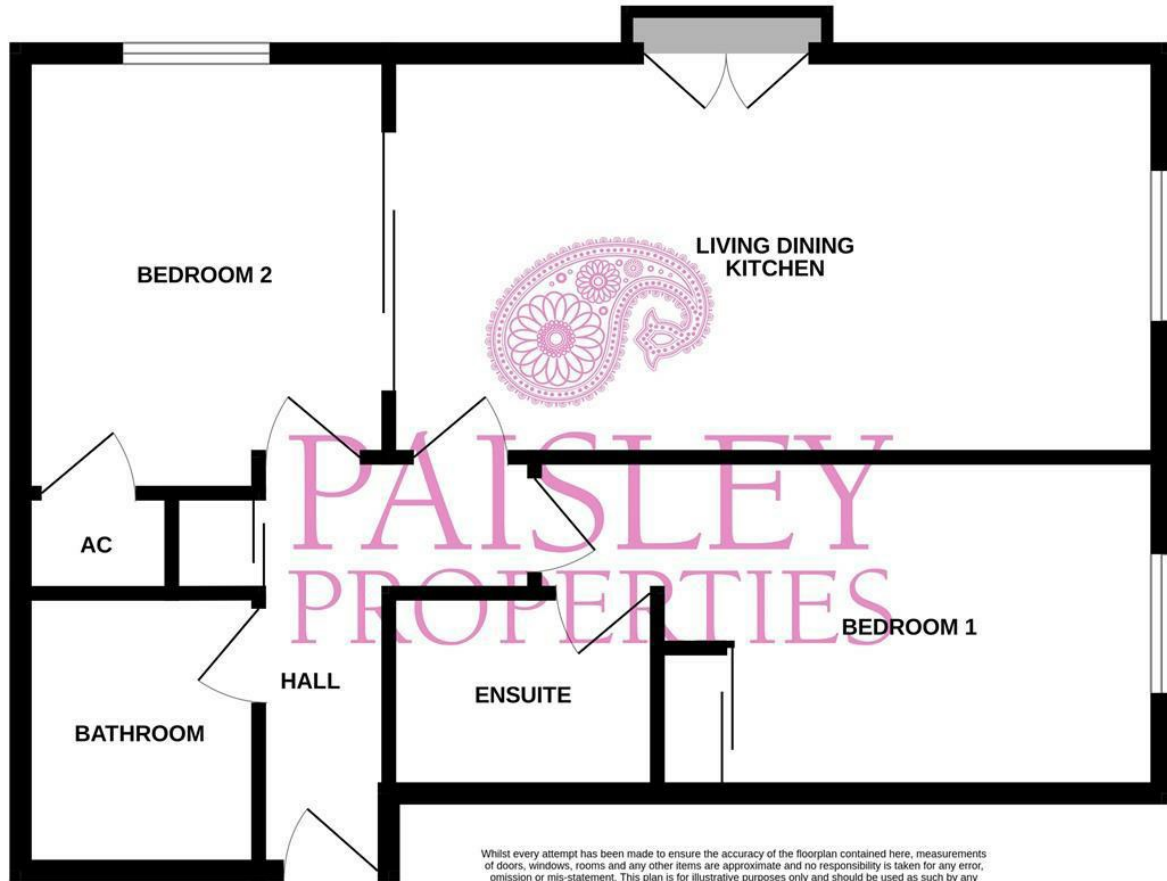 BEDROOM 2
LIVING DINING
KITCHEN
PAISLEY
PROPERTIES
AC
BEDROOM 1
HALL
ENSUITE
BATHROOM
Whilst every attempt has been made to ensure the accuracy of the floorplan contained here, measurements
of doors, windows, rooms and any other items are approximate and no responsibility is taken for any error,
omission or mis-statement. This plan is for illustrative purposes only and should be used as such by any